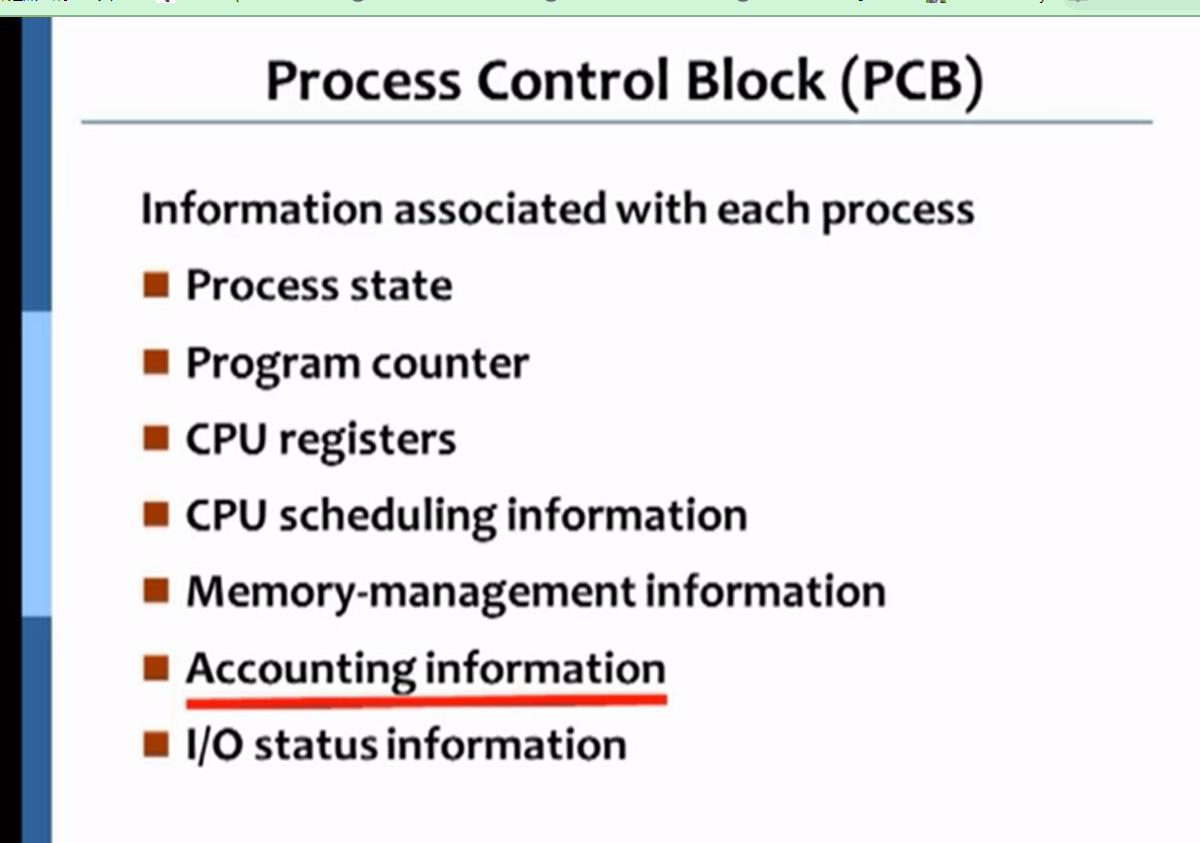 Process Control Block (PCB)
Information associated with each process
Process state
Program counter
CPU registers
CPU scheduling information
Memory-management information
Accounting information
I/O status information